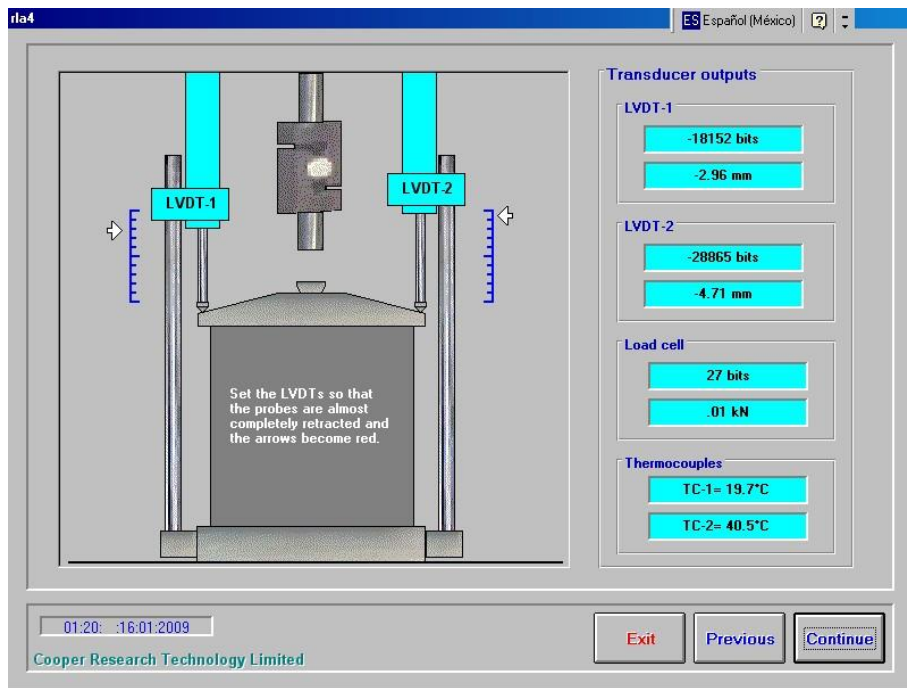 rla4
ES Español (México)
Transducer outputs
LVDT-1
-18152 bits
-2.96 mm
LVDT-2
-28865 bits
-4.71 mm
Load cell
27 bits
.01 kN
Thermocouples
TC-1= 19.7°C
TC-2= 40.5°C
LVDT-1
LVDT-2
Set the LVDTs so that
the probes are almost
completely retracted and
the arrows become red.
01:20: :16:01:2009
Cooper Research Technology Limited
Exit
Previous
Continue